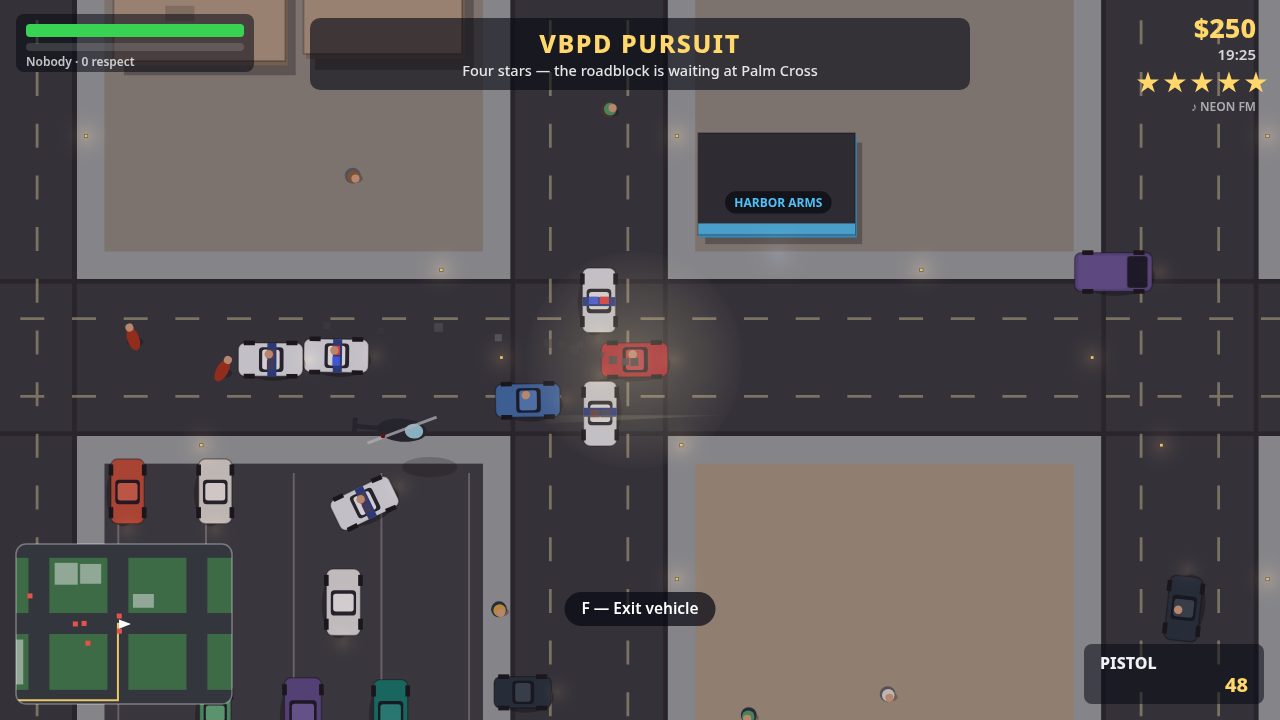 Nobody · 0 respect
VBPD PURSUIT
Four stars — the roadblock is waiting at Palm Cross
$250
19:25
★★★★★
♪ NEON FM
HARBOR ARMS
F — Exit vehicle
PISTOL
48